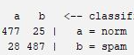 a b <-- classif
477 25 | a = norm
28 487 | b = spam